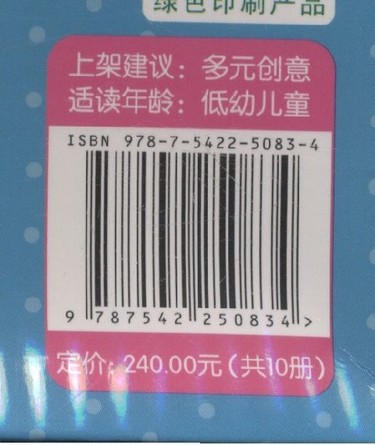 绿色印刷产品
上架建议：多元创意
适读年龄：低幼儿童
ISBN 978-7-5422-5083-4
9 787542 250834 >
定价：240.00元（共10册）